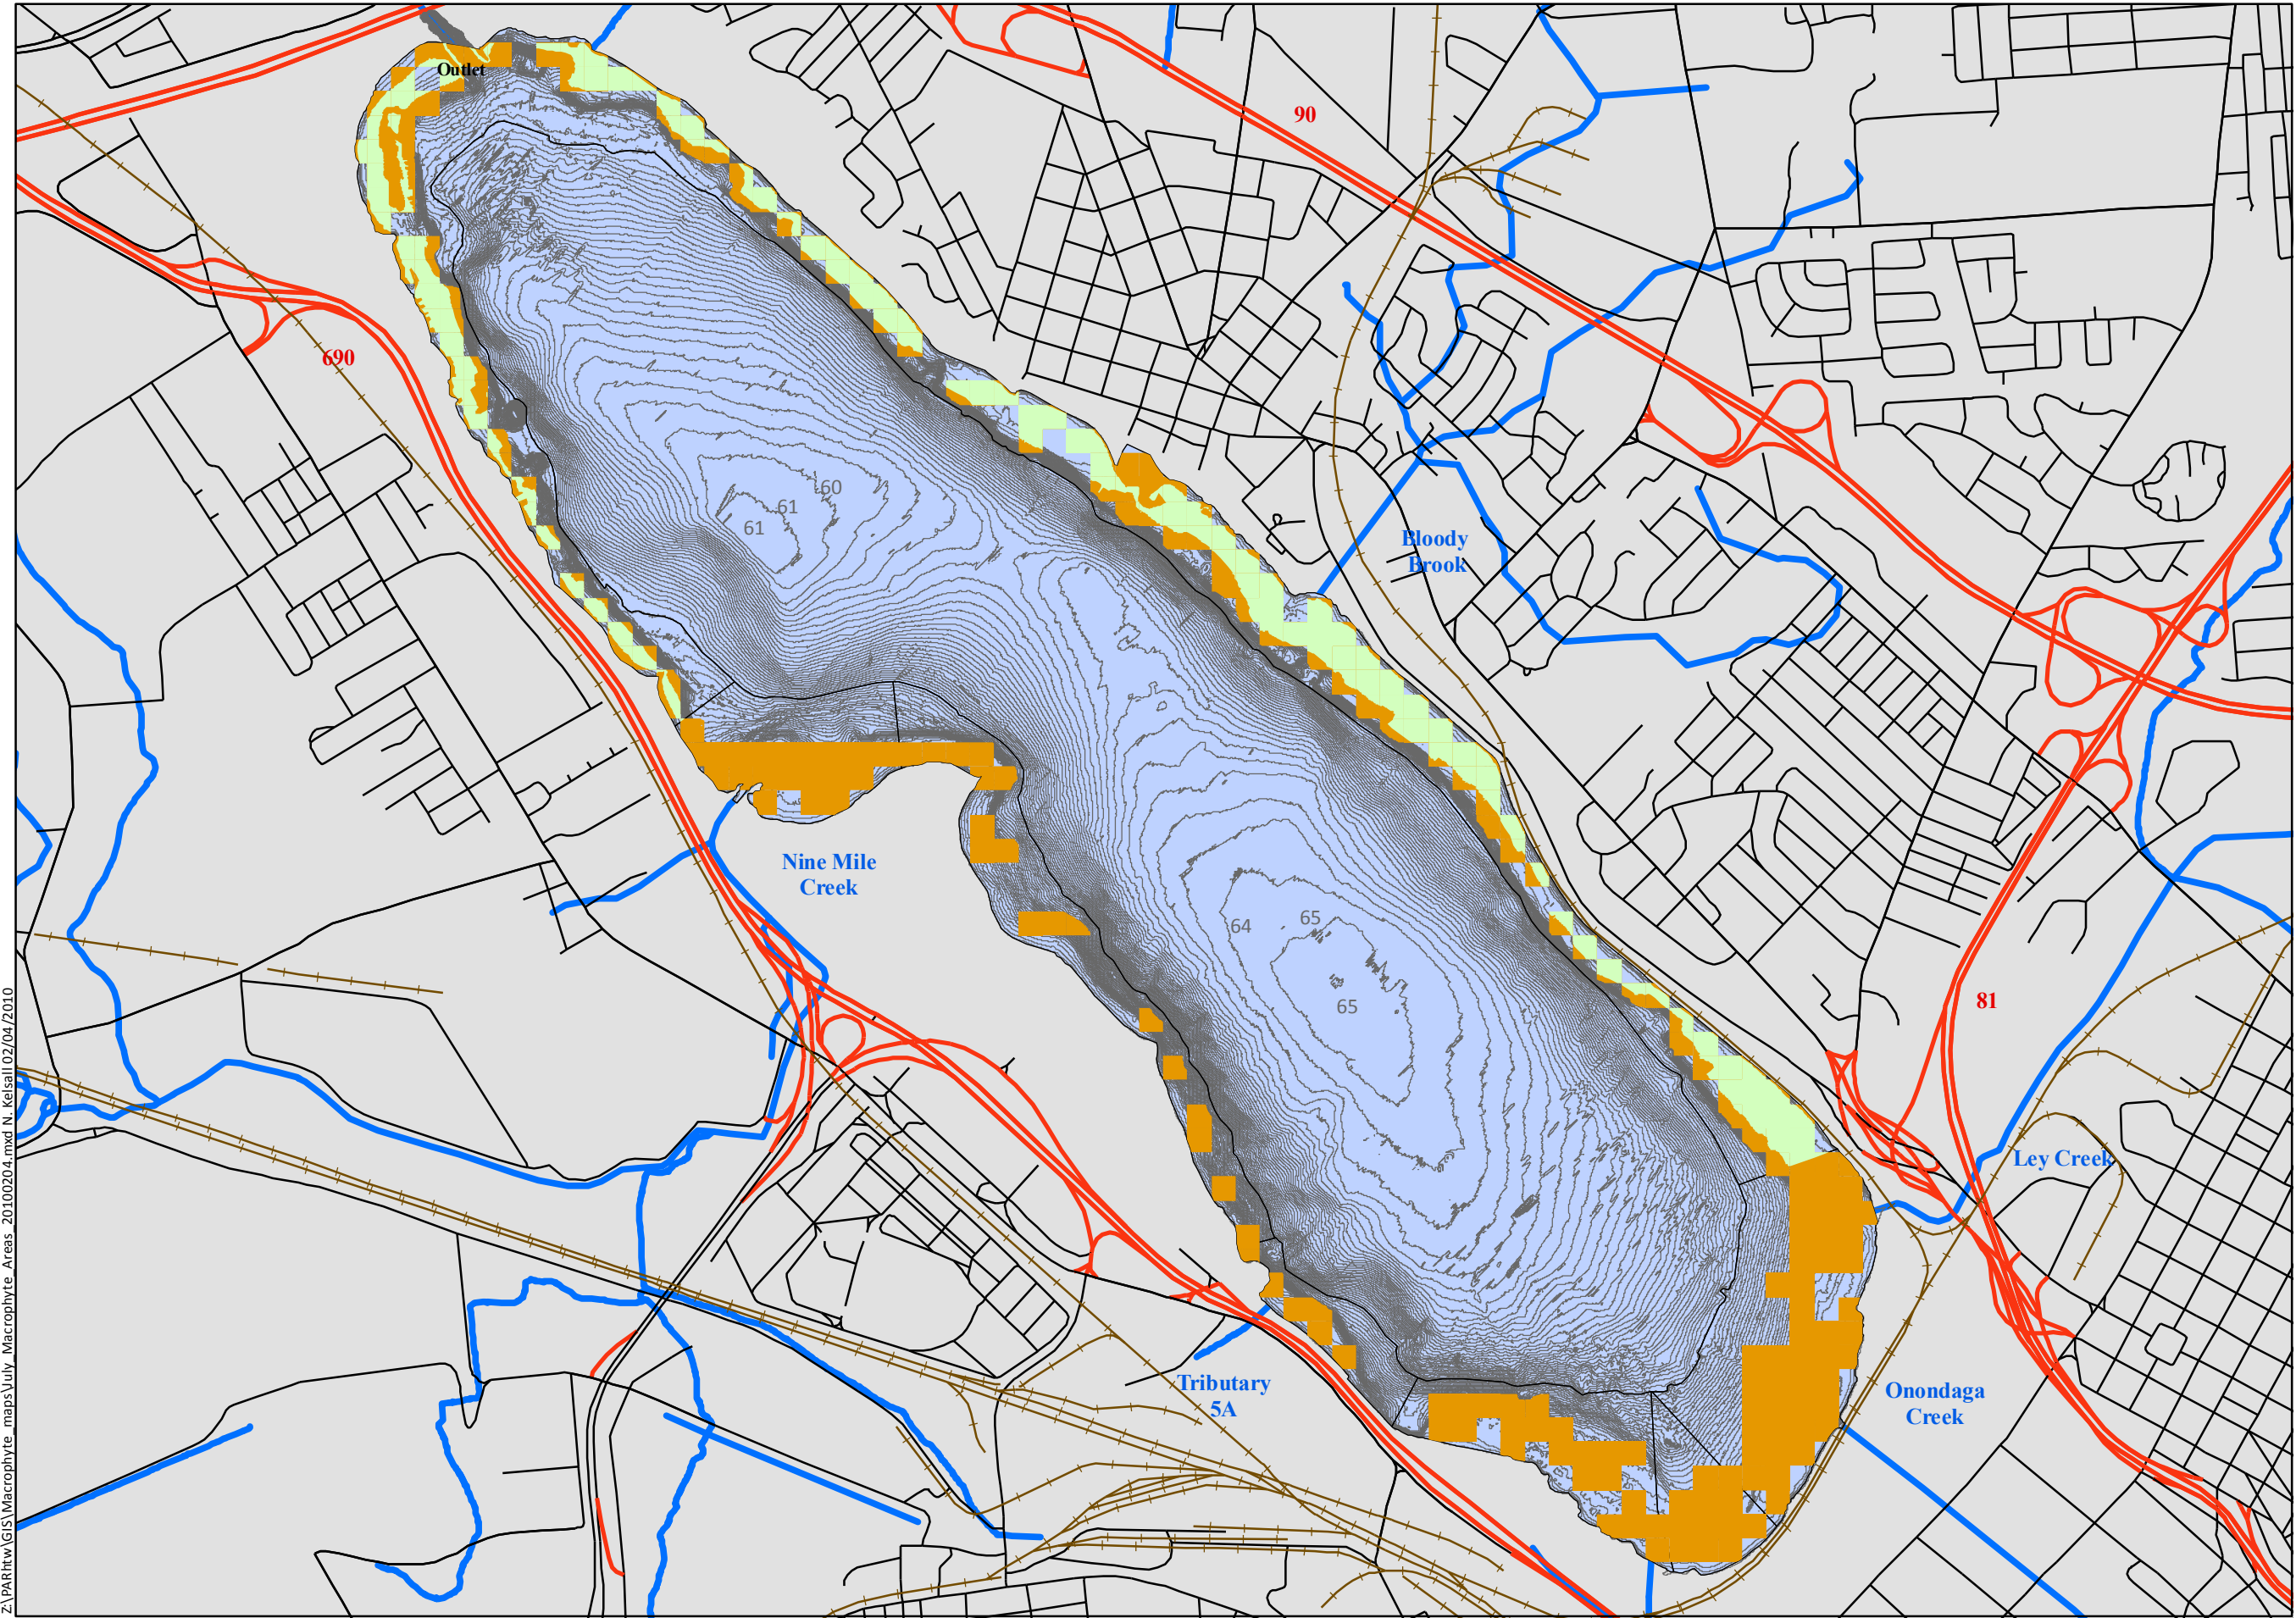 Outlet
90
690
60
61
61
Bloody
Brook
Nine Mile
Creek
65
64
65
81
Ley Creek
Tributary
5A
Onondaga
Creek
Z:\PARhtw\GIS\Macrophyte_maps\July_Macrophyte_Areas_20100204.mxd N. Kelsall 02/04/2010